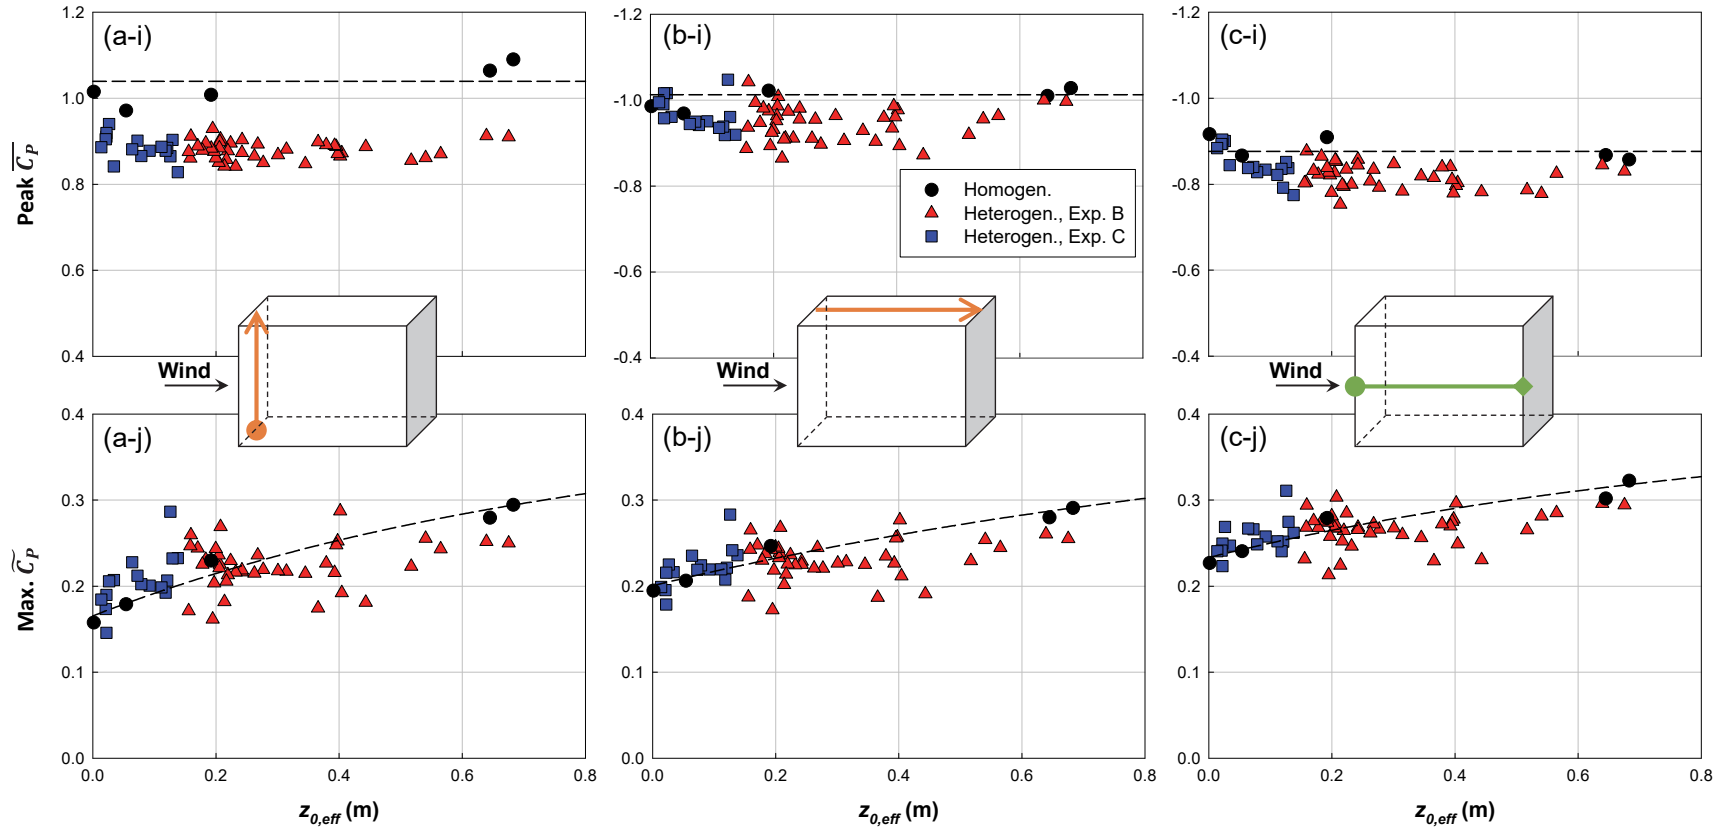 Peak C̅P
1.2
1.0
0.8
0.6
0.4
(a-i)
-1.2
-1.0
-0.8
-0.6
-0.4
(b-i)
Homogen.
Heterogen., Exp. B
Heterogen., Exp. C
-1.2
-1.0
-0.8
-0.6
-0.4
(c-i)
Wind
Wind
Wind
Max. C̃P
0.4
0.3
0.2
0.1
0.0
(a-j)
0.0 0.2 0.4 0.6 0.8
z0,eff (m)
0.4
0.3
0.2
0.1
0.0
(b-j)
0.0 0.2 0.4 0.6 0.8
z0,eff (m)
0.4
0.3
0.2
0.1
0.0
(c-j)
0.0 0.2 0.4 0.6 0.8
z0,eff (m)